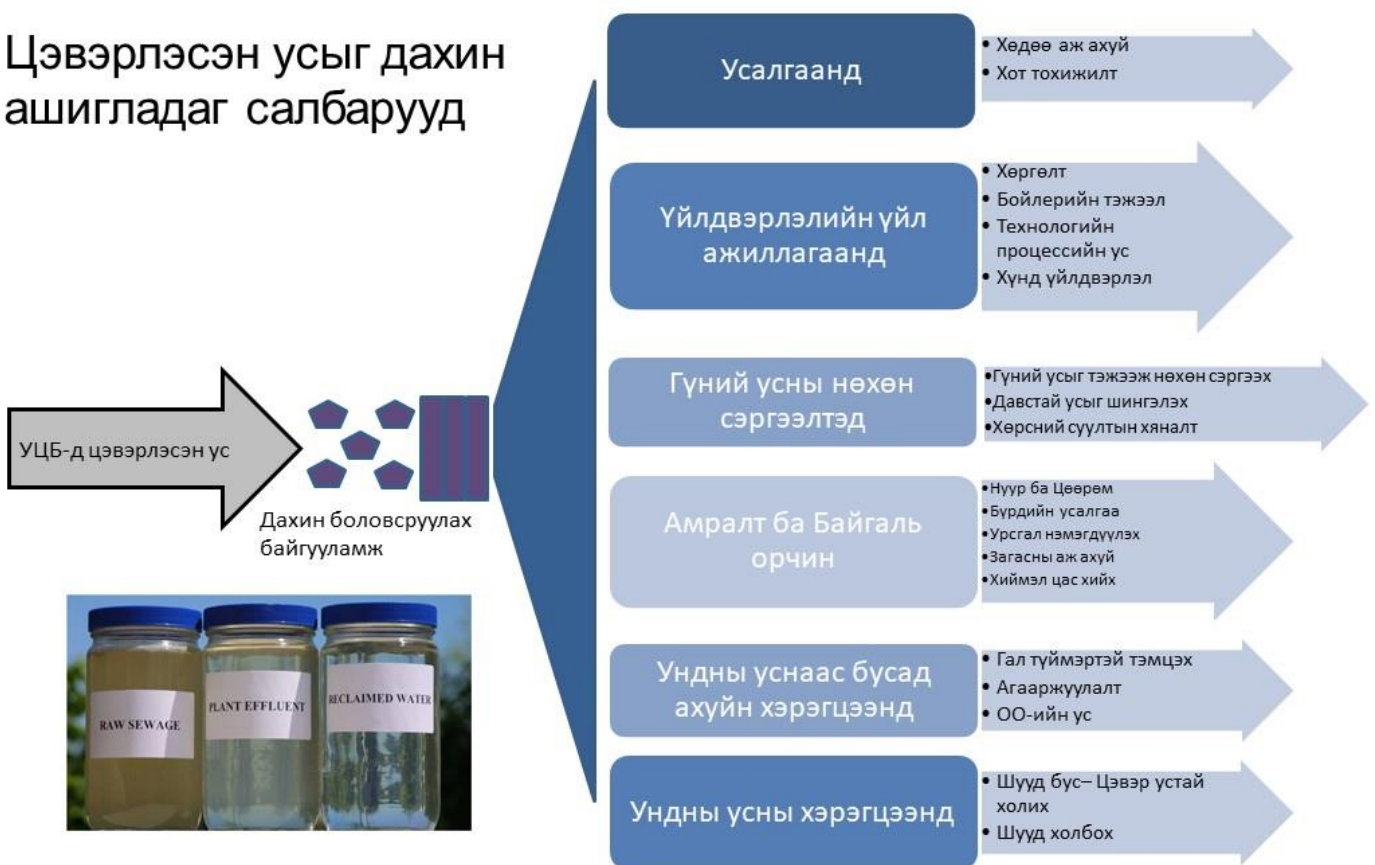 Цэвэрлэсэн усыг дахин
ашигладаг салбарууд
УЦБ-д цэвэрлэсэн ус
Дахин боловсруулах
байгууламж
RAW SEWAGE
PLANT EFFLUENT
RECLAIMED WATER
Усалгаанд
• Хөдөө аж ахуй
• Хот тохижилт
Үйлдвэрлэлийн үйл
ажиллагаанд
• Хөргөлт
• Бойлерийн тэжээл
• Технологийн
процессийн ус
• Хүнд үйлдвэрлэл
Гүний усны нөхөн
сэргээлтэд
•Гүний усыг тэжээж нөхөн сэргээх
•Давстай усыг шингэлэх
•Хөрсний суултын хяналт
Амралт ба Байгаль
орчин
•Нуур ба Цөөрөм
•Бүрдийн усалгаа
•Урсгал нэмэгдүүлэх
•Загасны аж ахуй
•Хиймэл цас хийх
Ундны уснаас бусад
ахуйн хэрэгцээнд
• Гал түймэртэй тэмцэх
• Агааржуулалт
• ОО-ийн ус
Ундны усны хэрэгцээнд
• Шууд бус– Цэвэр устай
холих
• Шууд холбох